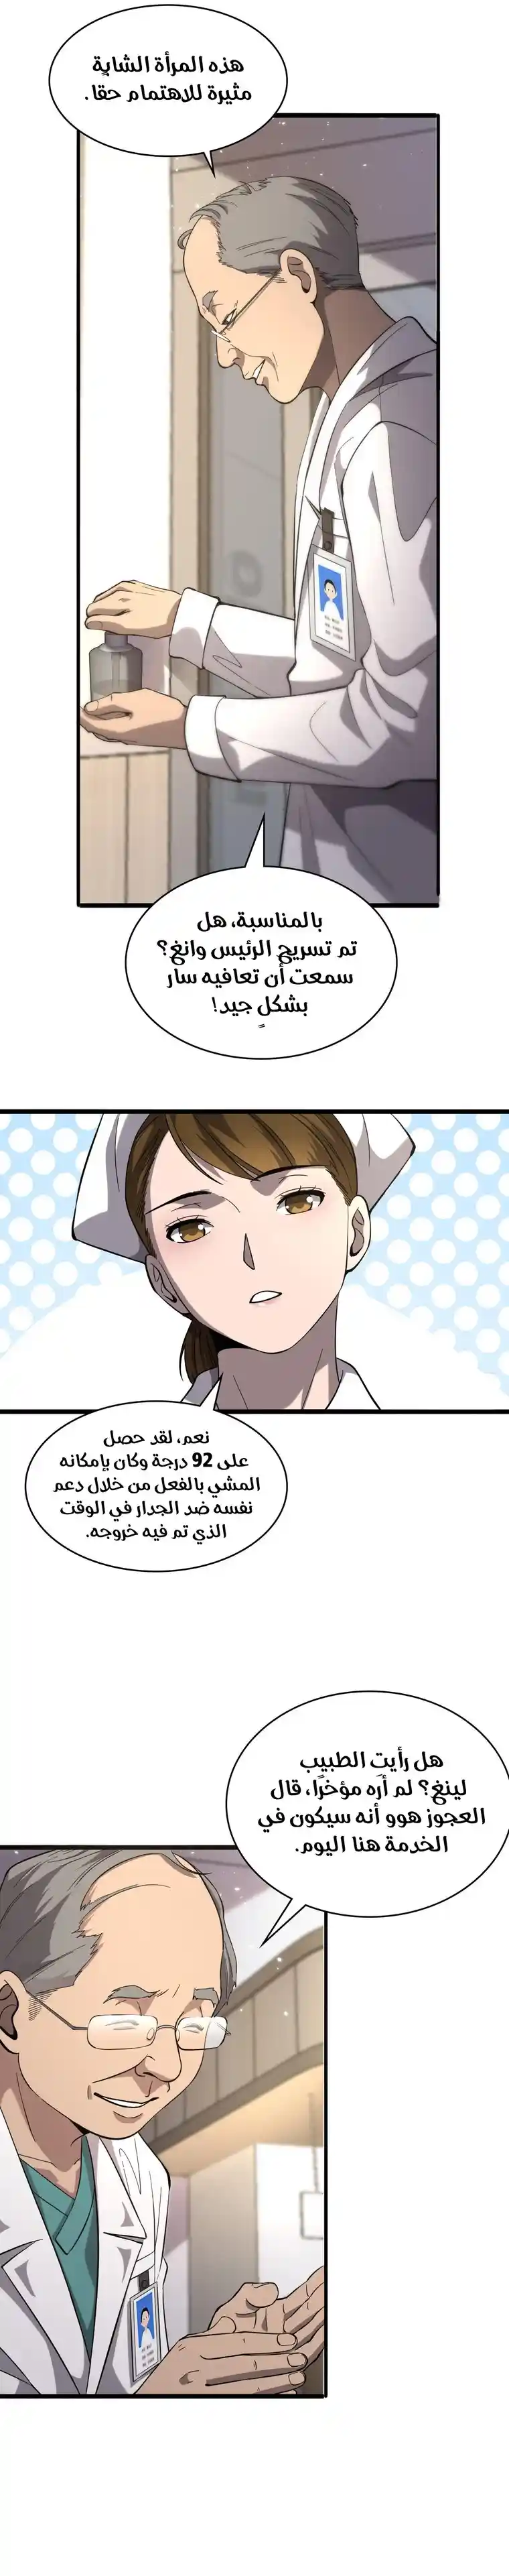 هذه المرأة الشابة
مثيرة للاهتمام حقًا.
بالمناسبة، هل
تم تسريح الرئيس وانغ؟
سمعت أن تعافيه سار
بشكل جيد!
نعم، لقد حصل
على 92 درجة وكان بإمكانه
المشي بالفعل من خلال دعم
نفسه ضد الجدار في الوقت
الذي تم فيه خروجه.
هل رأيت الطبيب
لينغ؟ لم أره مؤخرًا، قال
العجوز هوو أنه سيكون في
الخدمة هنا اليوم.